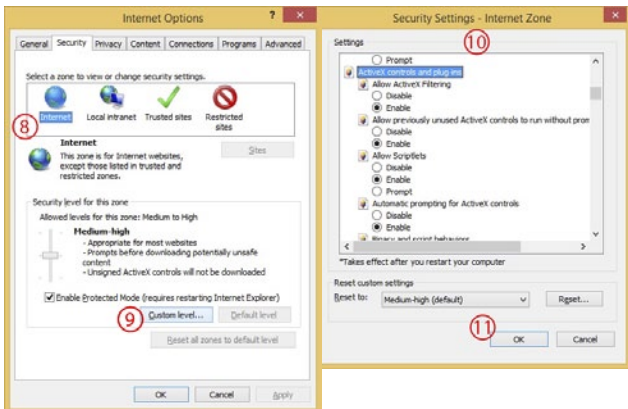 Internet Options ? ×
General Security Privacy Content Connections Programs Advanced
Select a zone to view or change security settings.
Internet Local intranet Trusted sites Restricted
sites
8
Internet
Sites
This zone is for Internet websites,
except those listed in trusted and
restricted zones.
Security level for this zone
Allowed levels for this zone: Medium to High
Medium-high
- Appropriate for most websites
- Prompts before downloading potentially unsafe
content
- Unsigned ActiveX controls will not be downloaded
Enable Protected Mode (requires restarting Internet Explorer)
9
Custom level... Default level
Reset all zones to default level
OK Cancel Apply
Security Settings - Internet Zone ×
10
Settings
Prompt
ActiveX controls and plug-ins
Allow ActiveX Filtering
Disable
Enable
Allow previously unused ActiveX controls to run without prom
Disable
Enable
Allow Scriptlets
Disable
Enable
Prompt
Automatic prompting for ActiveX controls
Disable
Enable
Binary and script behaviors
*Takes effect after you restart your computer
Reset custom settings
Reset to: Medium-high (default) Reset...
11
OK Cancel